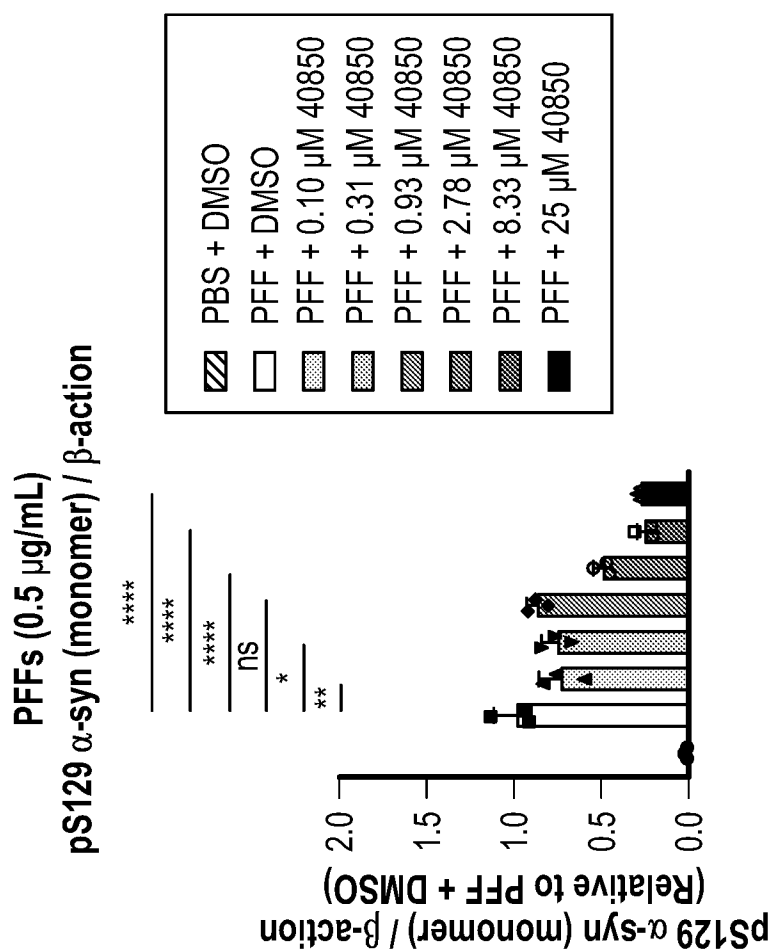 PFFs (0.5 µg/mL)
pS129 α-syn (monomer) / β-action
****
****
****
ns
*
**
pS129 α-syn (monomer) / β-action
(Relative to PFF + DMSO)
2.0
1.5
1.0
0.5
0.0
PBS + DMSO
PFF + DMSO
PFF + 0.10 µM 40850
PFF + 0.31 µM 40850
PFF + 0.93 µM 40850
PFF + 2.78 µM 40850
PFF + 8.33 µM 40850
PFF + 25 µM 40850